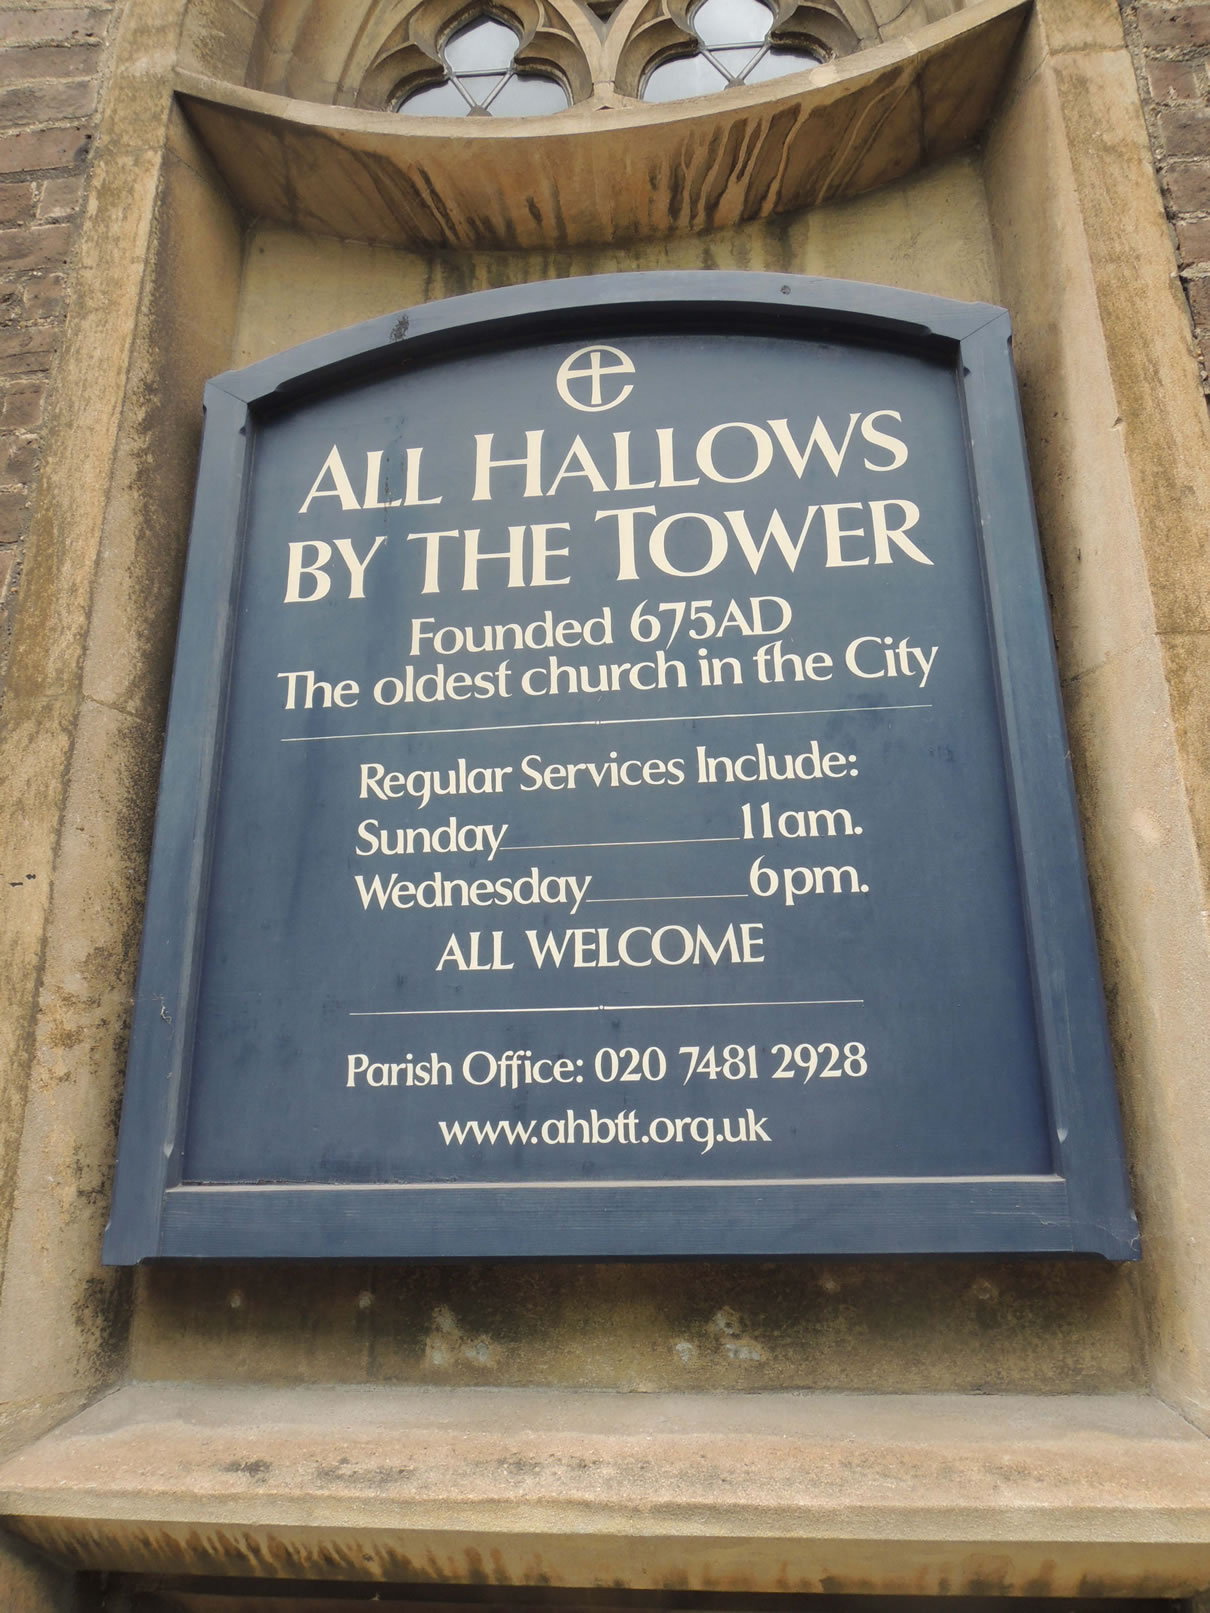 ALL HALLOWS
BY THE TOWER
Founded 675AD
The oldest church in the City
Regular Services Include:
Sunday 11am.
Wednesday 6pm.
ALL WELCOME
Parish Office: 020 7481 2928
www.ahbtt.org.uk